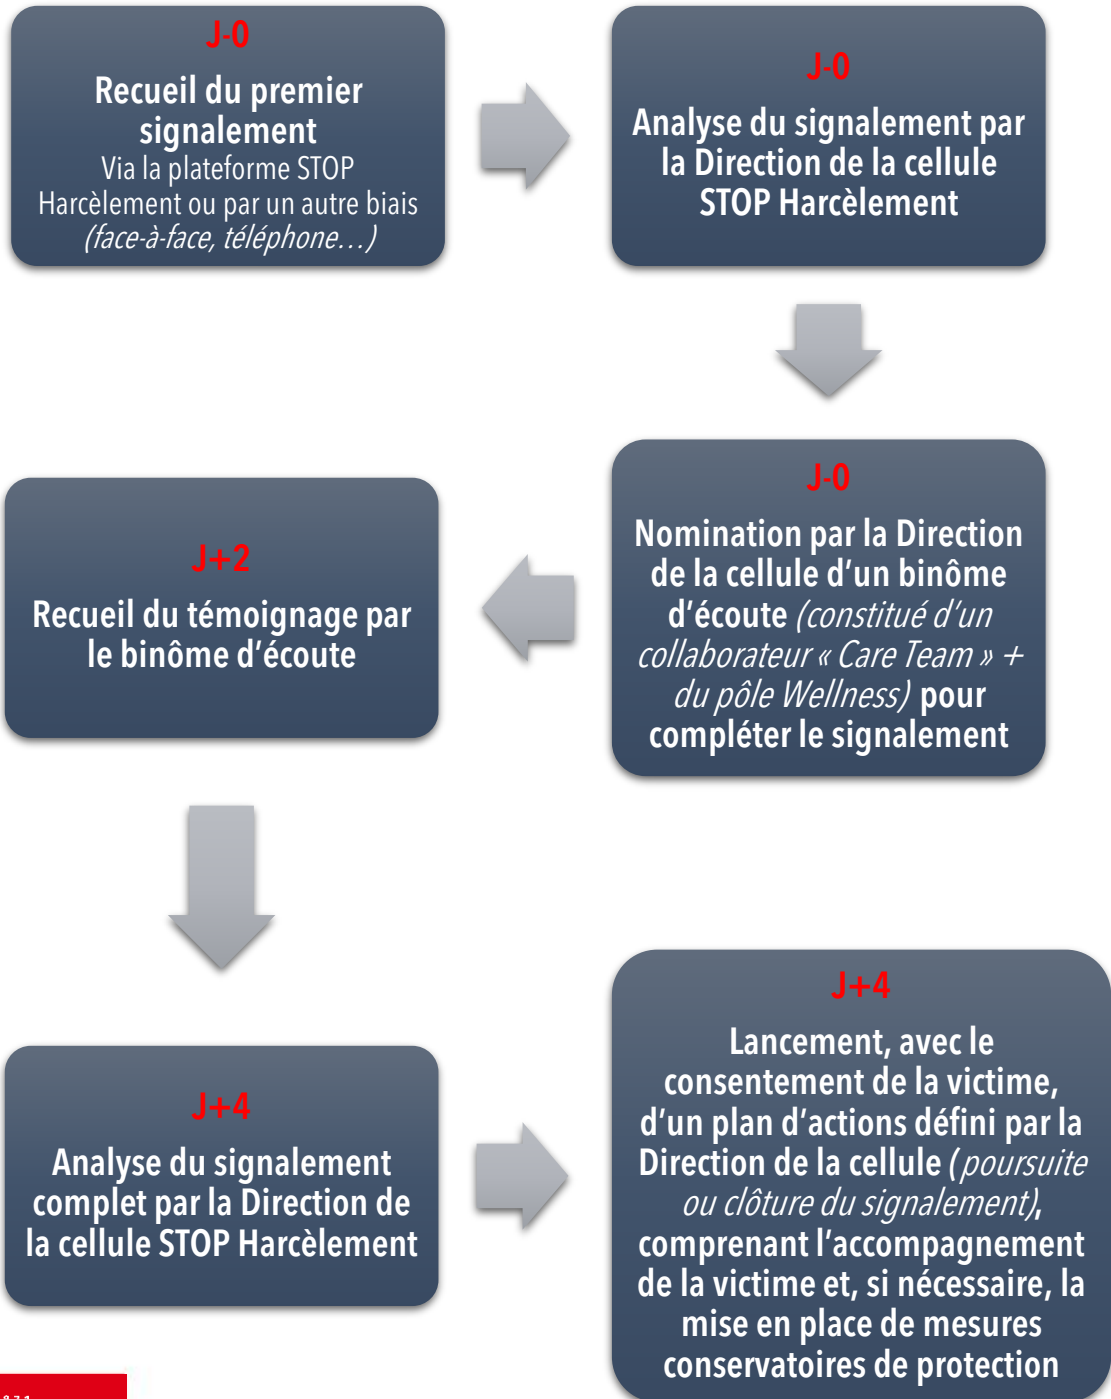 J-0
Recueil du premier
signalement
Via la plateforme STOP
Harcèlement ou par un autre biais
(face-à-face, téléphone…)
J-0
Analyse du signalement par
la Direction de la cellule
STOP Harcèlement
J-0
Nomination par la Direction
de la cellule d'un binôme
d'écoute (constitué d'un
collaborateur « Care Team » +
du pôle Wellness) pour
compléter le signalement
J+2
Recueil du témoignage par
le binôme d'écoute
J+4
Analyse du signalement
complet par la Direction de
la cellule STOP Harcèlement
J+4
Lancement, avec le
consentement de la victime,
d'un plan d'actions défini par la
Direction de la cellule (poursuite
ou clôture du signalement),
comprenant l'accompagnement
de la victime et, si nécessaire, la
mise en place de mesures
conservatoires de protection